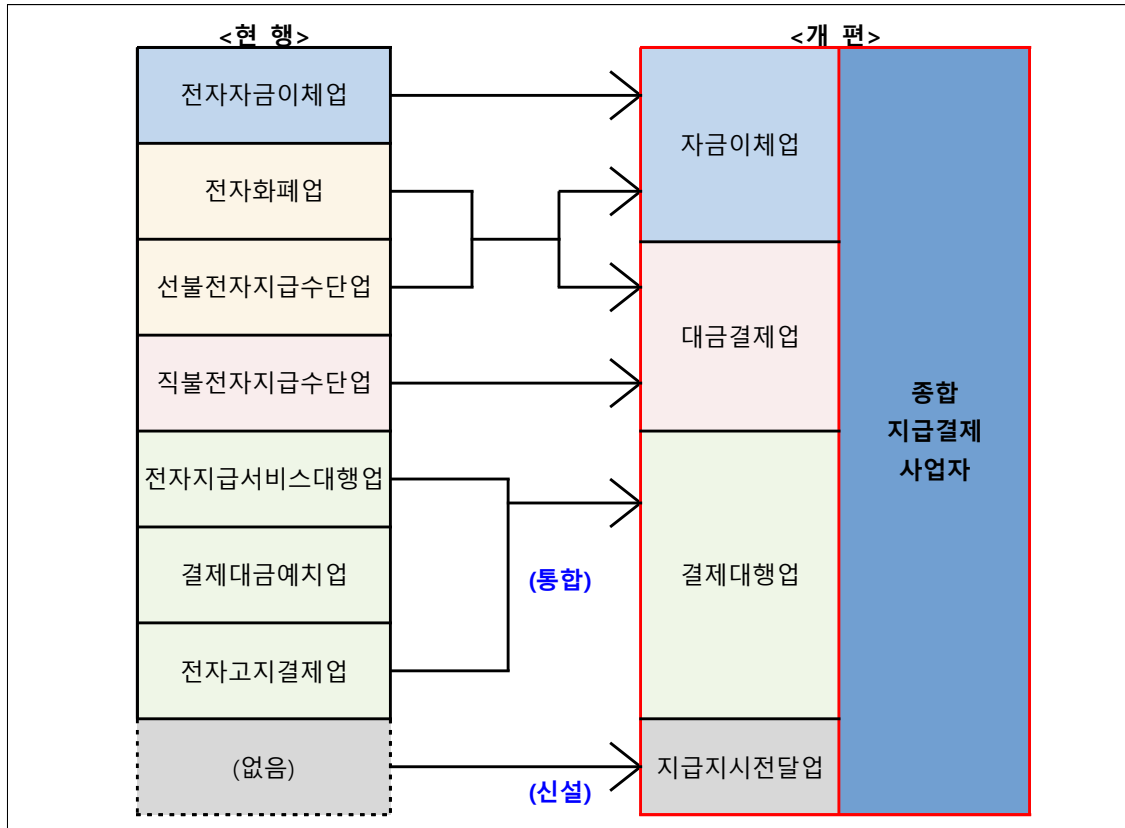 <현 행>
<개 편>
전자자금이체업
전자화폐업
선불전자지급수단업
직불전자지급수단업
전자지급서비스대행업
결제대금예치업
전자고지결제업
(없음)
(통합)
(신설)
자금이체업
대금결제업
결제대행업
지급지시전달업
종합
지급결제
사업자